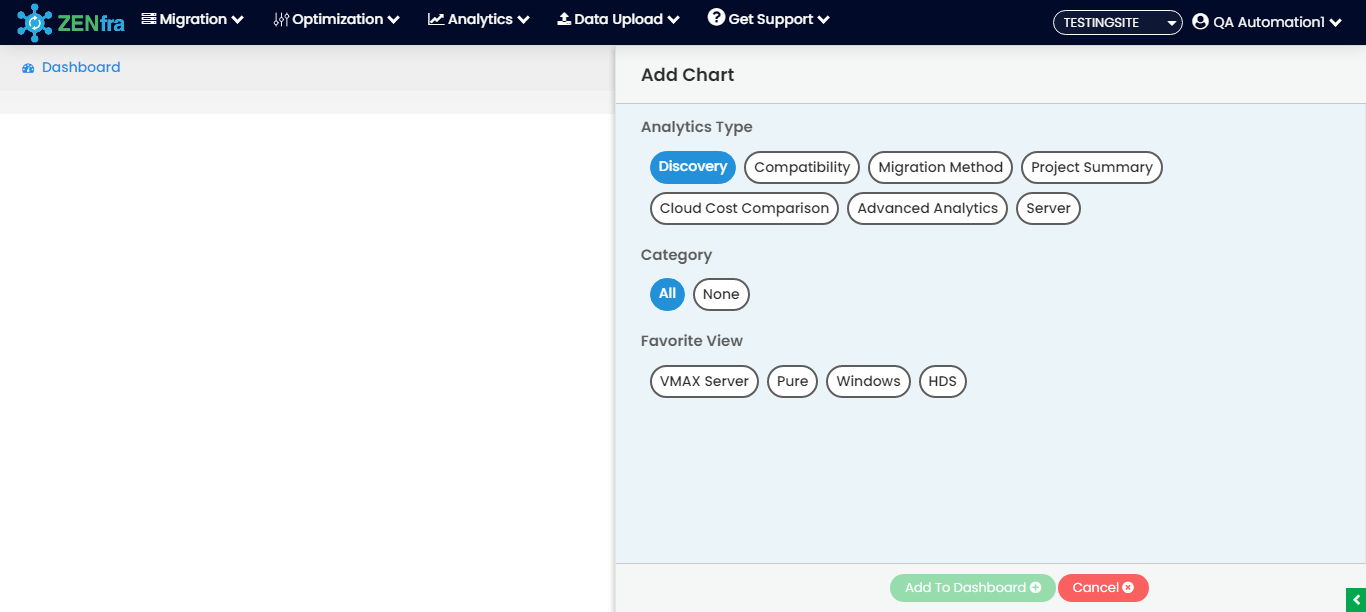 ZENfra Migration Optimization Analytics Data Upload Get Support TESTINGSITE QA Automation1
Dashboard
Add Chart
Analytics Type
Discovery Compatibility Migration Method Project Summary
Cloud Cost Comparison Advanced Analytics Server
Category
All None
Favorite View
VMAX Server Pure Windows HDS
Add To Dashboard Cancel